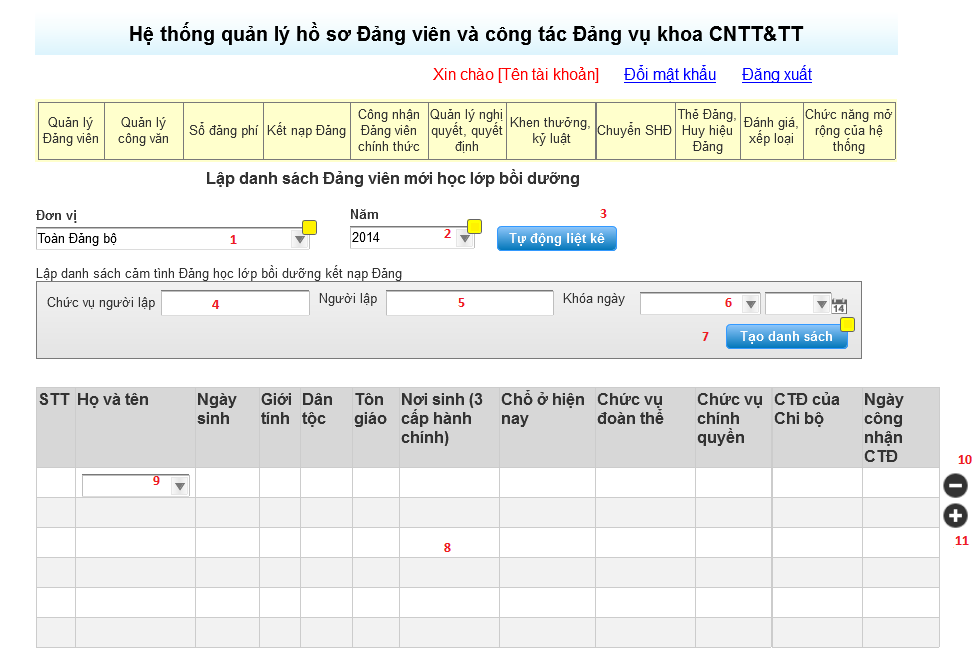 Hệ thống quản lý hồ sơ Đảng viên và công tác Đảng vụ khoa CNTT&TT
Xin chào [Tên tài khoản] Đổi mật khẩu Đăng xuất
Quản lý Đảng viên
Quản lý công văn
Sổ đảng phí
Kết nạp Đảng
Công nhận Đảng viên chính thức
Quản lý nghị quyết, quyết định
Khen thưởng, kỷ luật
Chuyển SHĐ
Thẻ Đảng, Huy hiệu Đảng
Đánh giá, xếp loại
Chức năng mở rộng của hệ thống
Lập danh sách Đảng viên mới học lớp bồi dưỡng
Đơn vị
Toàn Đảng bộ 1
Năm
2014 2
3
Tự động liệt kê
Lập danh sách cảm tình Đảng học lớp bồi dưỡng kết nạp Đảng
Chức vụ người lập 4 Người lập 5 Khóa ngày 6 14
7 Tạo danh sách
STT
Họ và tên
Ngày sinh
Giới tính
Dân tộc
Tôn giáo
Nơi sinh (3 cấp hành chính)
Chổ ở hiện nay
Chức vụ đoàn thể
Chức vụ chính quyền
CTĐ của Chi bộ
Ngày công nhận CTĐ
10
9
11
8